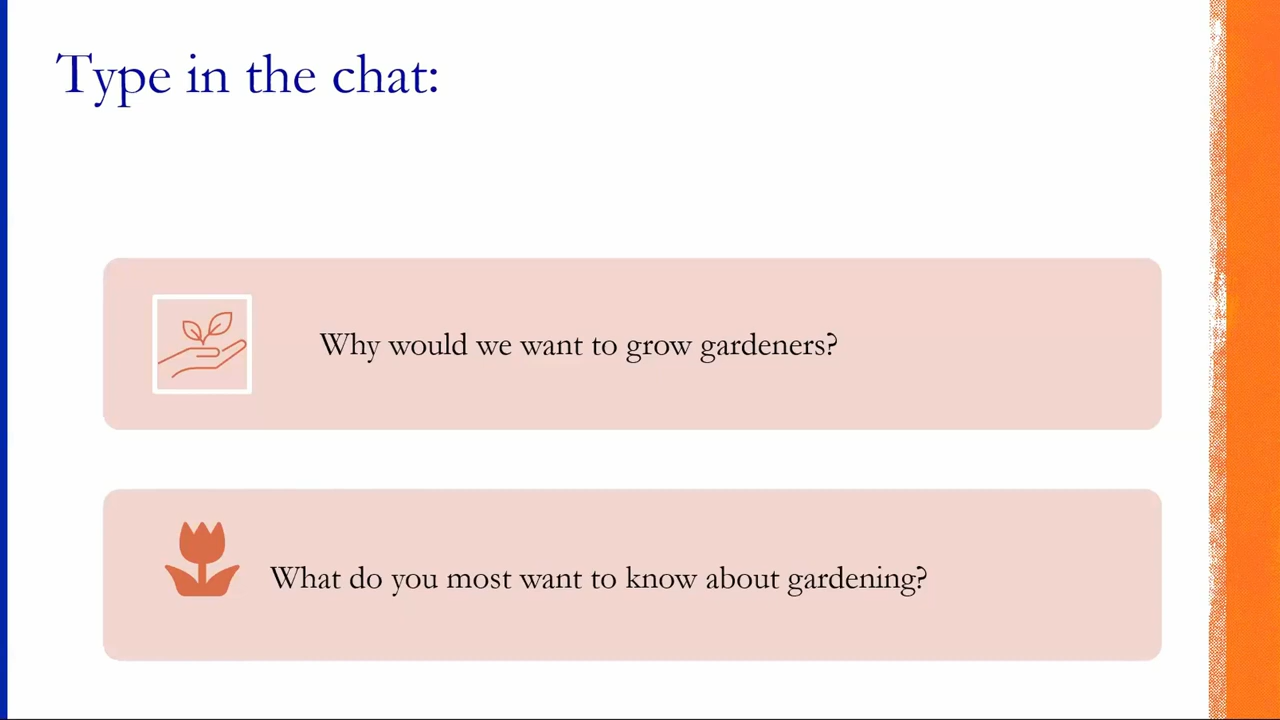 Type in the chat:
Why would we want to grow gardeners?
What do you most want to know about gardening?